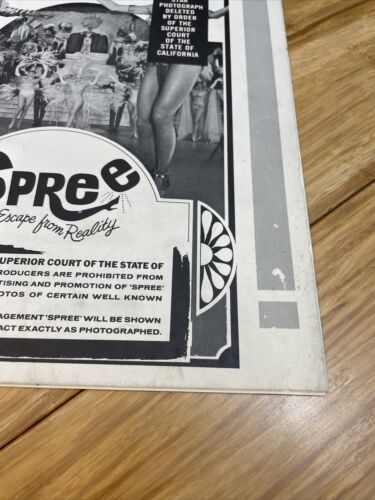 STAR
PHOTOGRAPH
DELETED
BY ORDER
OF THE
SUPERIOR
COURT
OF THE
STATE OF
CALIFORNIA
SPREE
Escape from Reality
SUPERIOR COURT OF THE STATE OF
PRODUCERS ARE PROHIBITED FROM
TISING AND PROMOTION OF 'SPREE'
OTOS OF CERTAIN WELL KNOWN
AGEMENT 'SPREE' WILL BE SHOWN
ACT EXACTLY AS PHOTOGRAPHED.